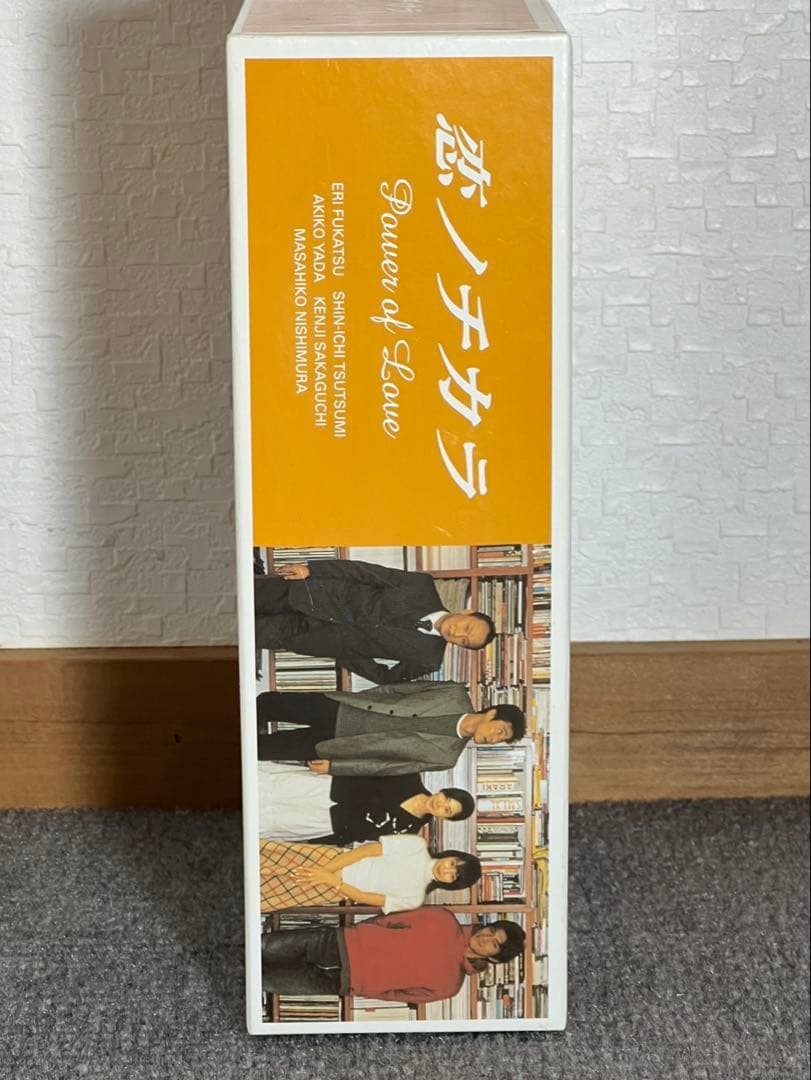 恋ノチカラ
Power of Love
ERI FUKATSU SHIN-ICHI TSUTSUMI
AKIKO YADA KENJI SAKAGUCHI
MASAHIKO NISHIMURA
ARAKI